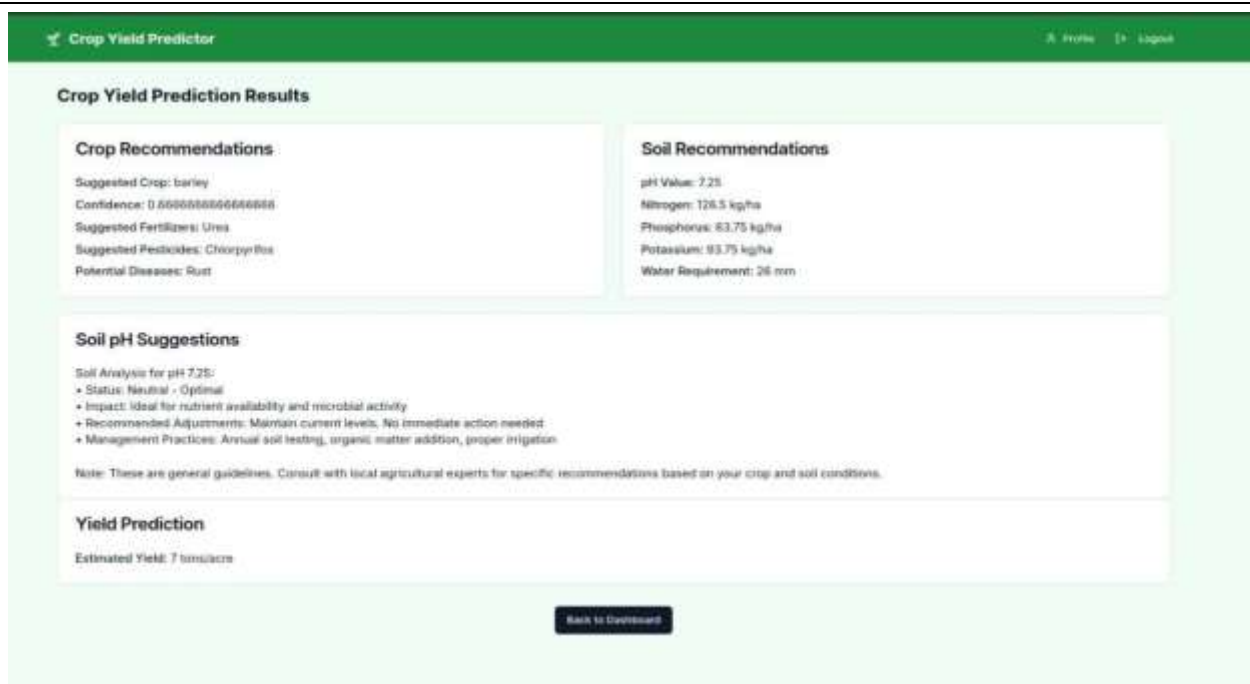 Crop Yield Predictor
Profile Logout
Crop Yield Prediction Results
Crop Recommendations
Suggested Crop: barley
Confidence: 0.6666666666666666
Suggested Fertilizers: Urea
Suggested Pesticides: Chlorpyrifos
Potential Diseases: Rust
Soil Recommendations
pH Value: 7.25
Nitrogen: kg/ha
Phosphorus: kg/ha
Potassium: kg/ha
Water Requirement: 26 mm
Soil pH Suggestions
Soil Analysis for pH 7.25:
• Status: Neutral - Optimal
• Impact: Ideal for nutrient availability and microbial activity
• Recommended Adjustments: Maintain current levels. No immediate action needed
• Management Practices: Annual soil testing, organic matter addition, proper irrigation
Note: These are general guidelines. Consult with local agricultural experts for specific recommendations based on your crop and soil conditions.
Yield Prediction
Estimated Yield: 7 tons/acre
Back to Dashboard